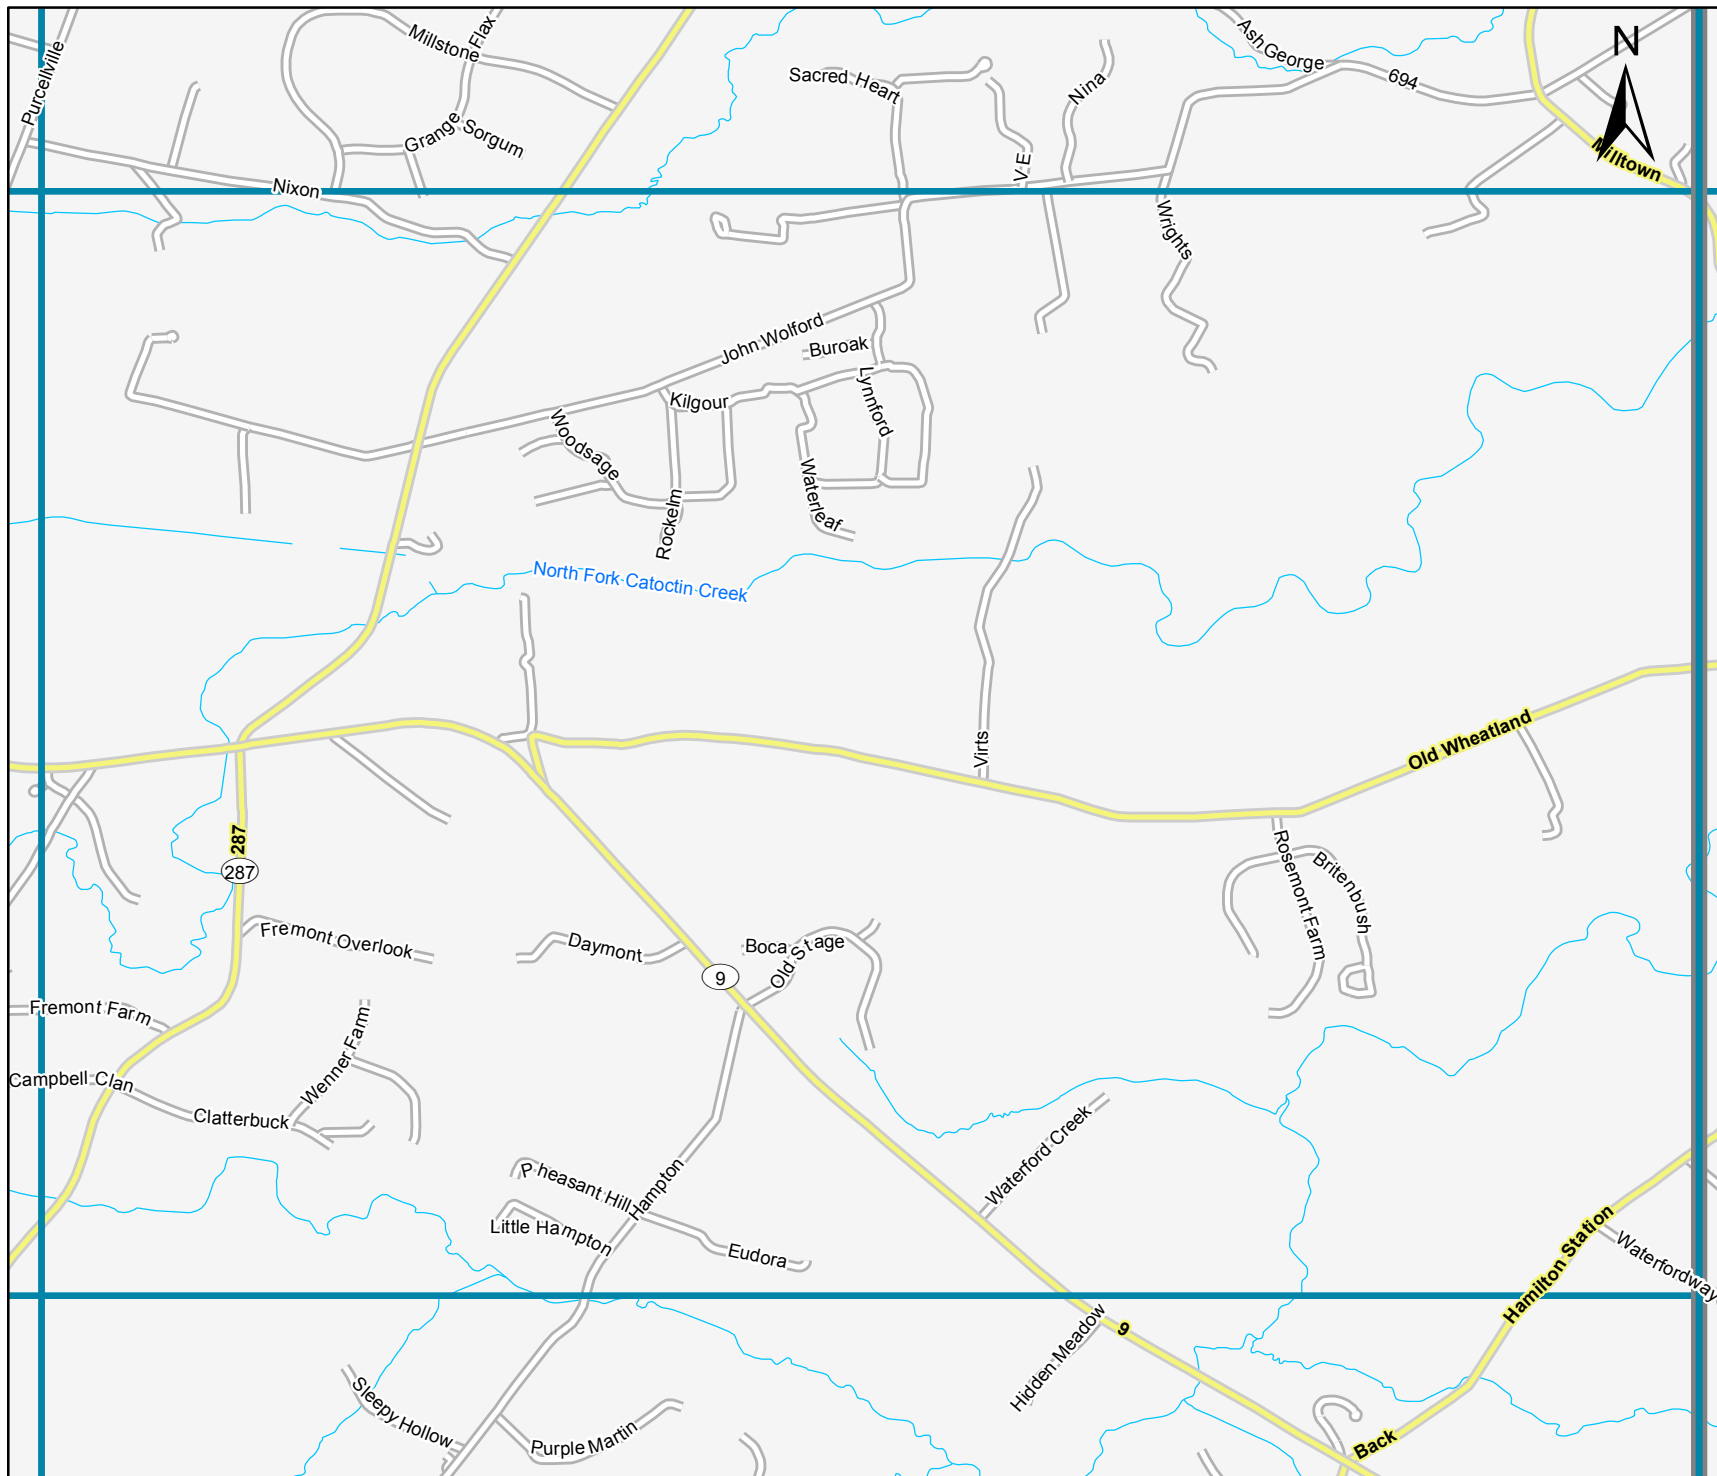 Purcellville
Millstone
Flax
Grange
Sorgum
Nixon
Sacred Heart
Nina
V E
Ash George
694
N
Milltown
Wrights
John Wolford
Buroak
Lynnford
Kilgour
Woodsage
Waterleaf
Rockelm
North Fork Catoctin Creek
Virts
Old Wheatland
287
287
Rosemont Farm
Britenbush
Fremont Overlook
Daymont
Boca
Old Stage
9
Fremont Farm
Wenner Farm
Campbell Clan
Clatterbuck
Waterford Creek
Pheasant Hill
Hampton
Little Hampton
Eudora
Hamilton Station
Waterfordway
Hidden Meadow
9
Sleepy Hollow
Purple Martin
Back